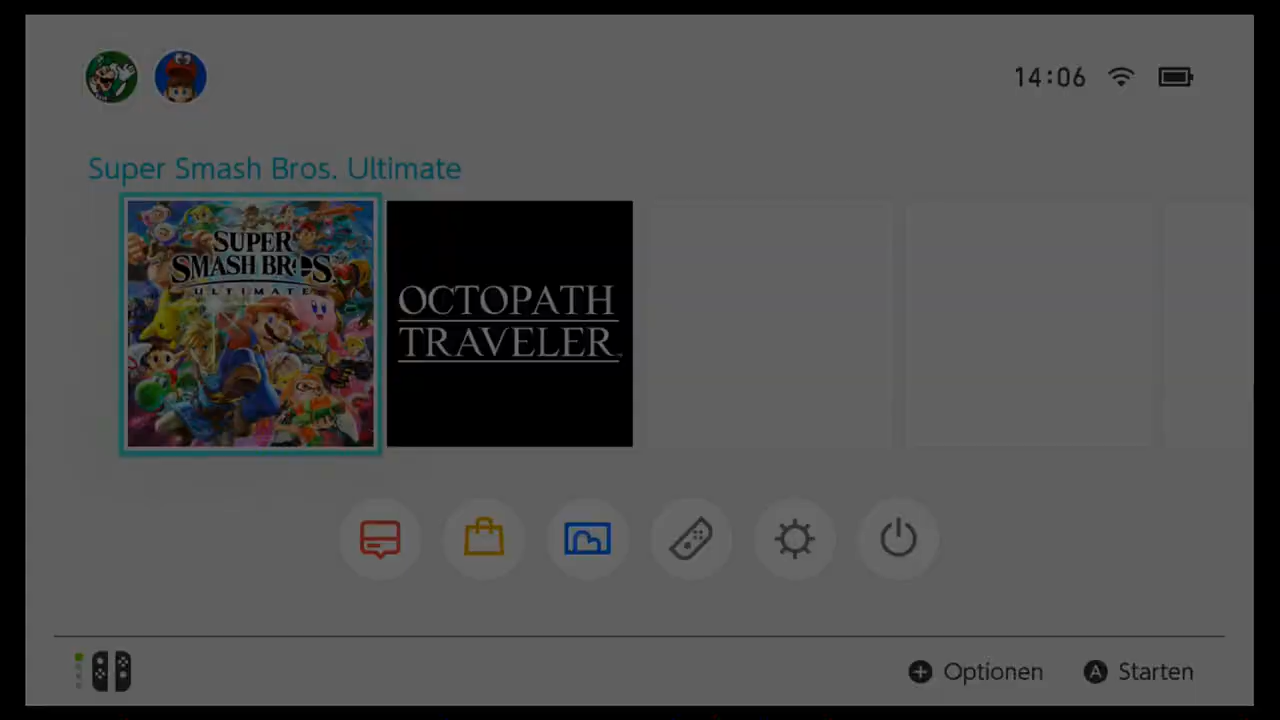 14:06
Super Smash Bros. Ultimate
SUPER
SMASH BROS.
ULTIMATE
OCTOPATH
TRAVELER
Optionen
A Starten